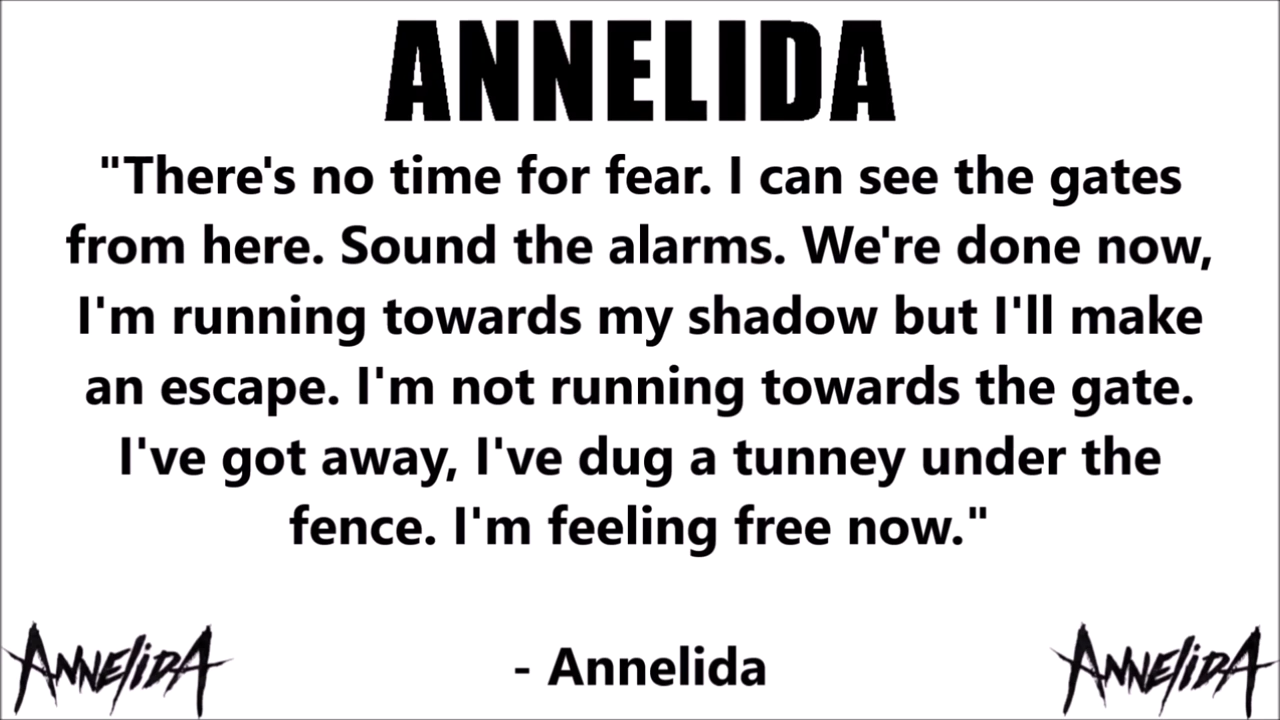 ANNELIDA
"There's no time for fear. I can see the gates
from here. Sound the alarms. We're done now,
I'm running towards my shadow but I'll make
an escape. I'm not running towards the gate.
I've got away, I've dug a tunney under the
fence. I'm feeling free now."
- Annelida
ANNELIDA
ANNELIDA